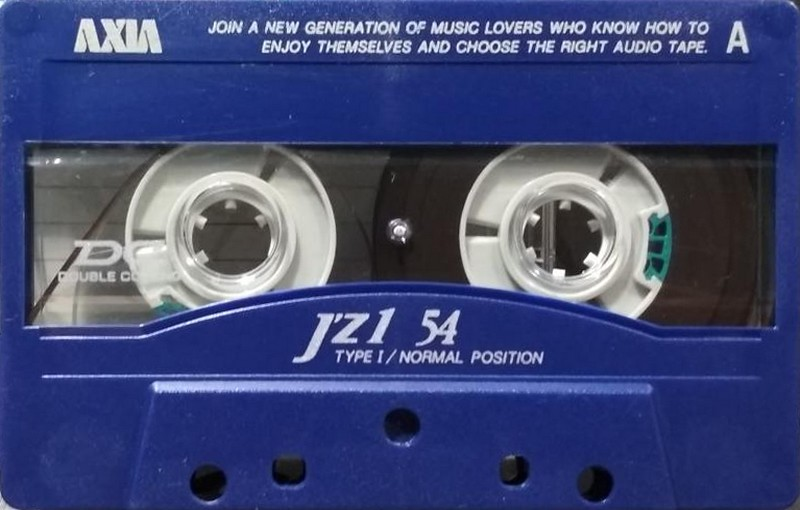 AXIA
JOIN A NEW GENERATION OF MUSIC LOVERS WHO KNOW HOW TO
ENJOY THEMSELVES AND CHOOSE THE RIGHT AUDIO TAPE.
A
DC
DOUBLE
J'Z1 54
TYPE I / NORMAL POSITION